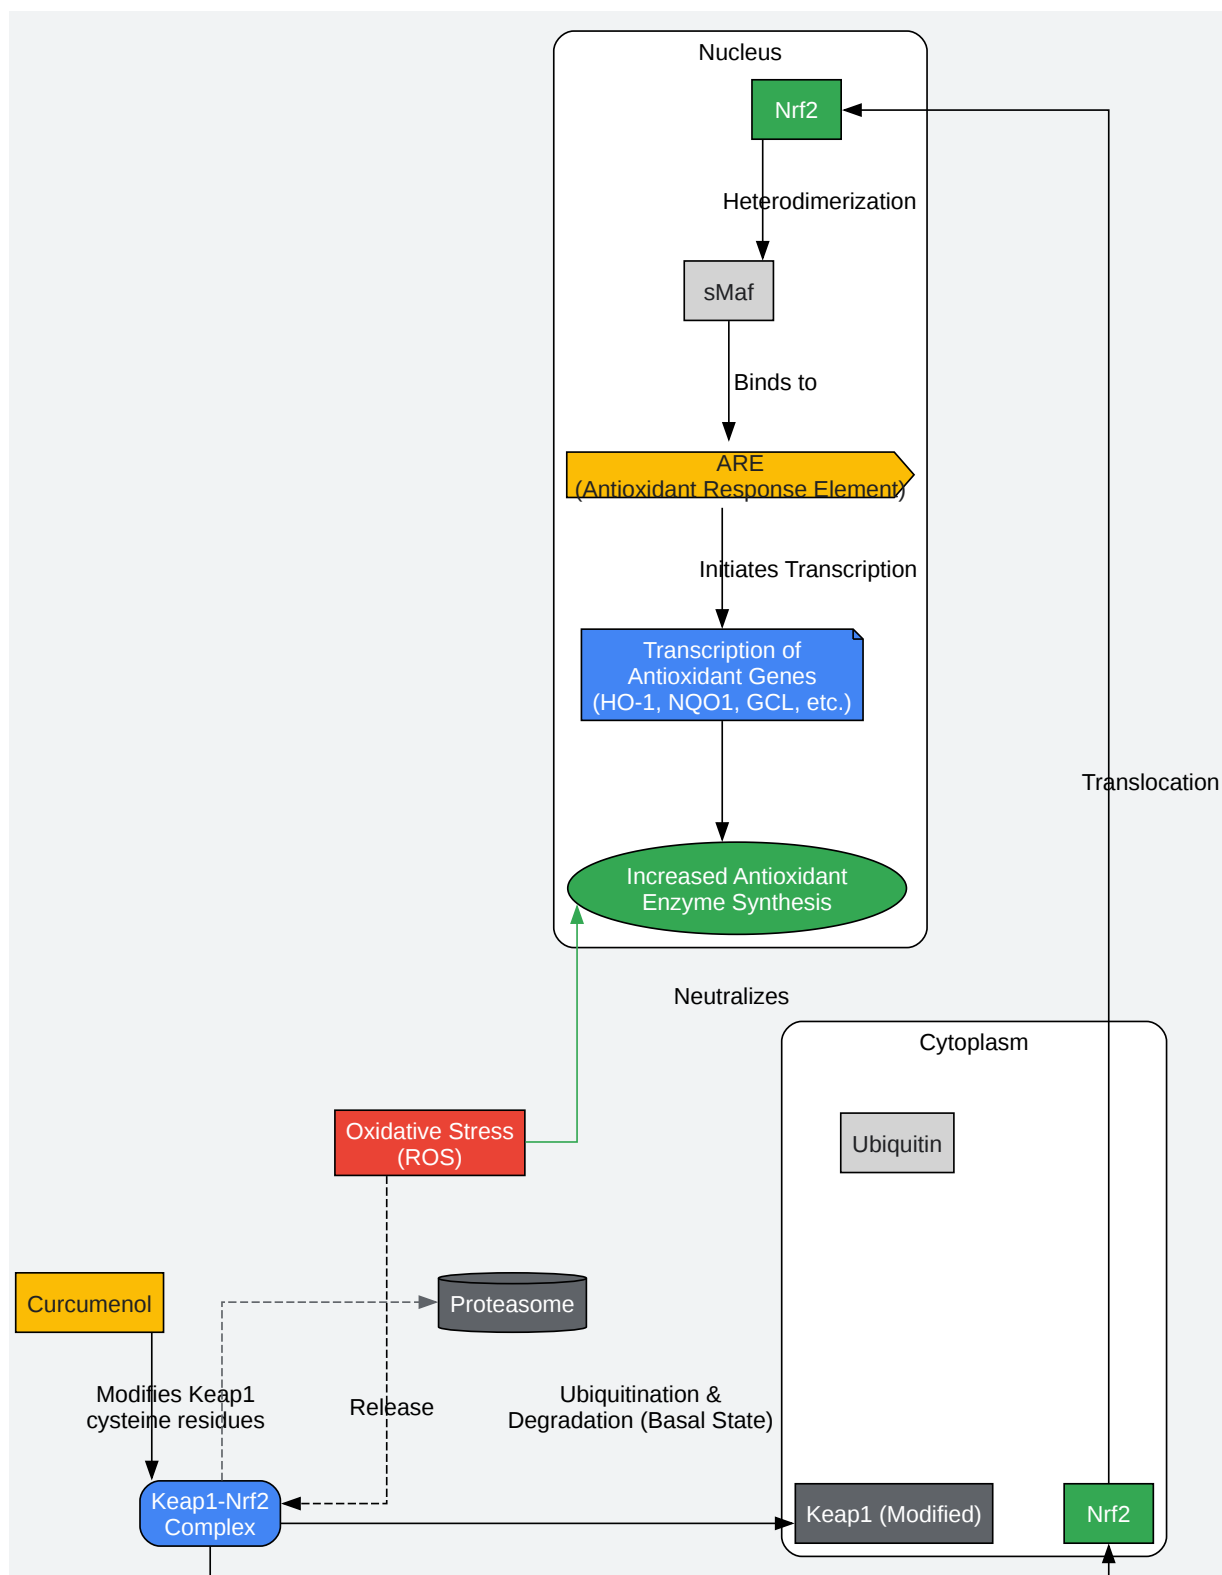 Nucleus
Nrf2
Heterodimerization
sMaf
Binds to
ARE
(Antioxidant Response Element)
Initiates Transcription
Transcription of
Antioxidant Genes
(HO-1, NQO1, GCL, etc.)
Translocation
Increased Antioxidant
Enzyme Synthesis
Neutralizes
Cytoplasm
Oxidative Stress
(ROS)
Ubiquitin
Curcumenol
Proteasome
Modifies Keap1
cysteine residues
Release
Ubiquitination &
Degradation (Basal State)
Keap1-Nrf2
Complex
Keap1 (Modified)
Nrf2